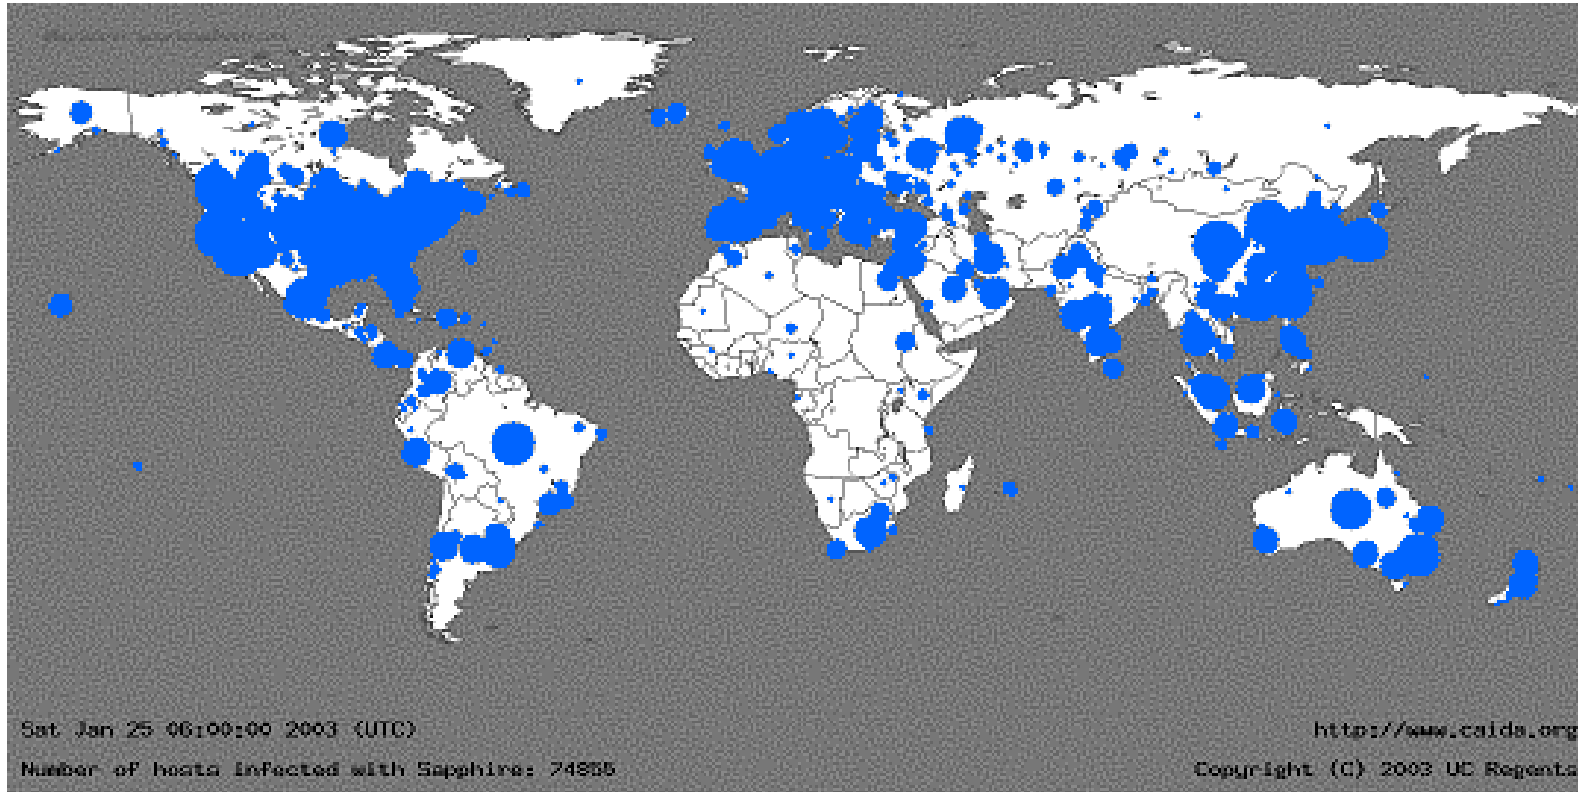 Sat Jan 25 06:00:00 2003 (UTC)
http://www.caida.org
Number of hosts infected with Sapphire: 74855
Copyright (C) 2003 UC Regents